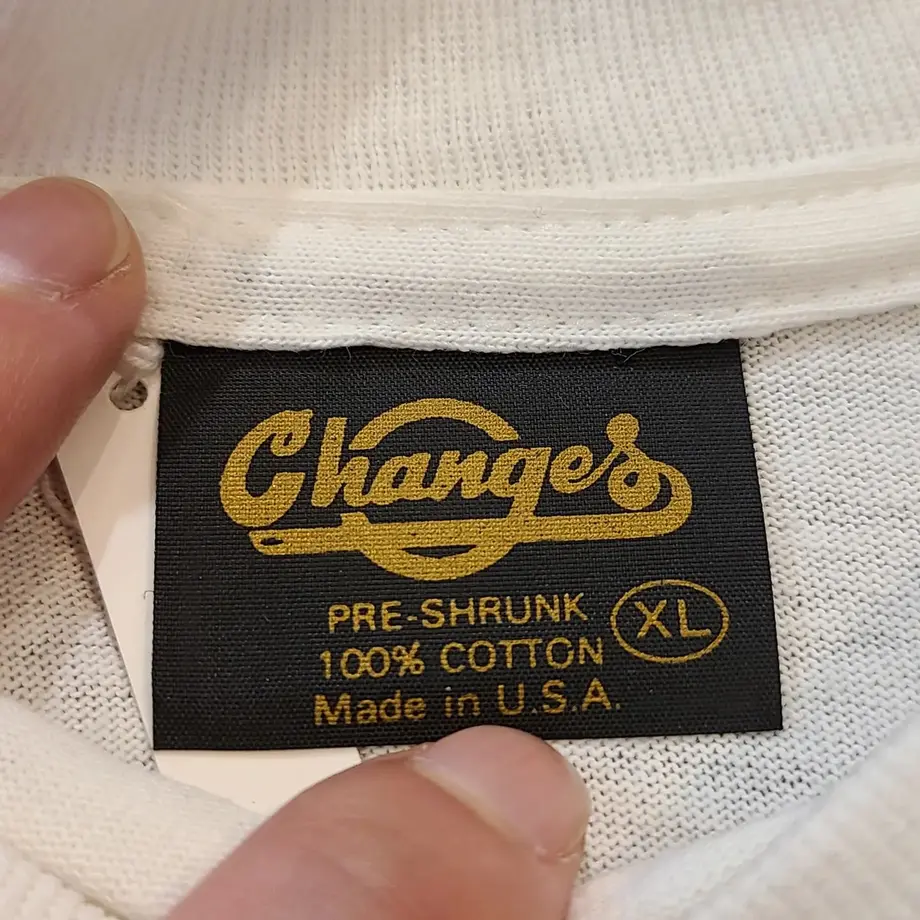 Changes
PRE-SHRUNK
100% COTTON
XL
Made in U.S.A.